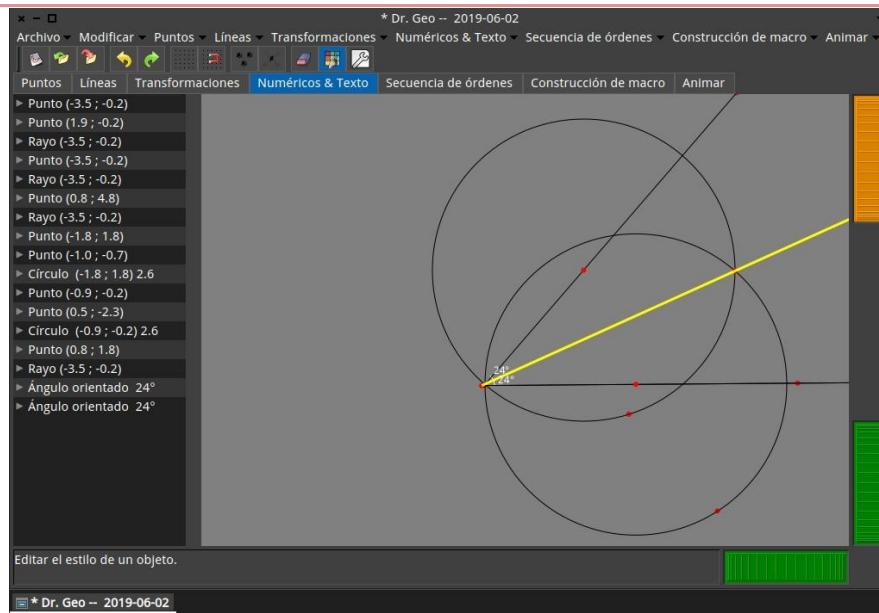 * Dr. Geo -- 2019-06-02
Archivo Modificar Puntos Líneas Transformaciones Numéricos & Texto Secuencia de órdenes Construcción de macro Animar
Puntos Líneas Transformaciones Numéricos & Texto Secuencia de órdenes Construcción de macro Animar
Punto (-3.5 ; -0.2)
Punto (1.9 ; -0.2)
Rayo (-3.5 ; -0.2)
Punto (-3.5 ; -0.2)
Rayo (-3.5 ; -0.2)
Punto (0.8 ; 4.8)
Rayo (-3.5 ; -0.2)
Punto (-1.8 ; 1.8)
Punto (-1.0 ; -0.7)
Círculo (-1.8 ; 1.8) 2.6
Punto (-0.9 ; -0.2)
Punto (0.5 ; -2.3)
Círculo (-0.9 ; -0.2) 2.6
Punto (0.8 ; 1.8)
Rayo (-3.5 ; -0.2)
Ángulo orientado 24°
Ángulo orientado 24°
24°
24°
Editar el estilo de un objeto.
* Dr. Geo -- 2019-06-02